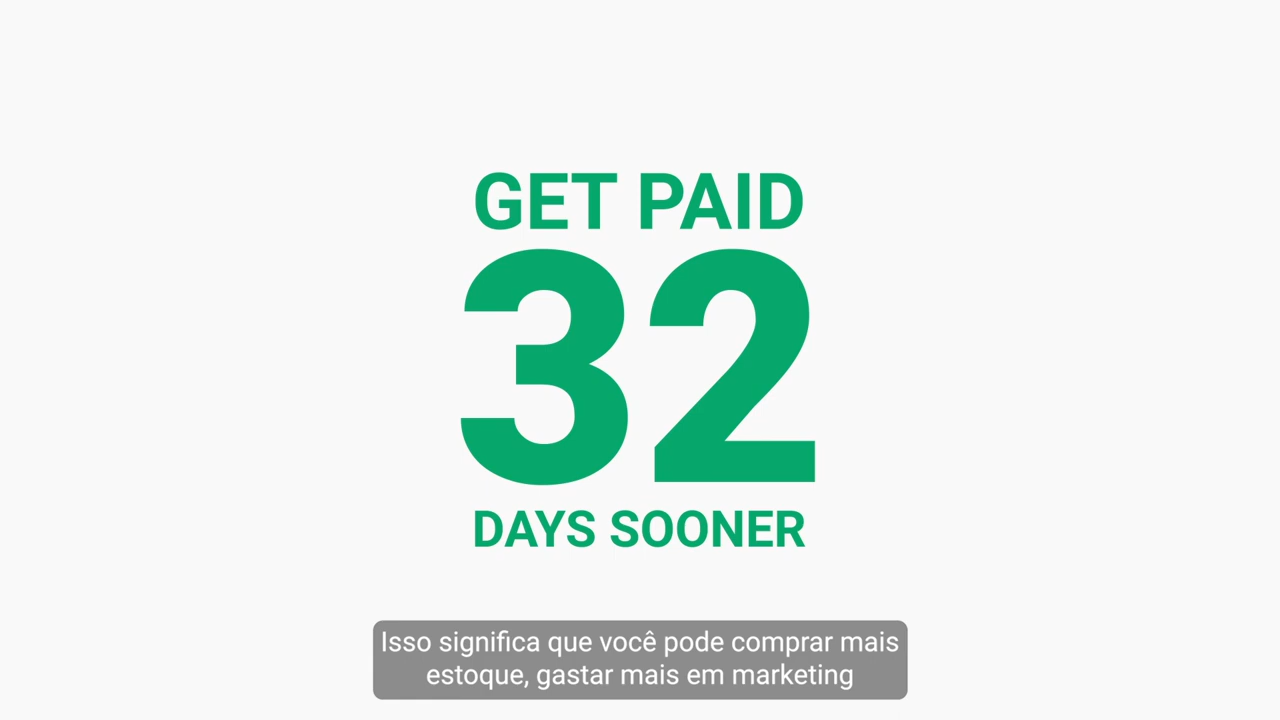 GET PAID
32
DAYS SOONER
Isso significa que você pode comprar mais
estoque, gastar mais em marketing